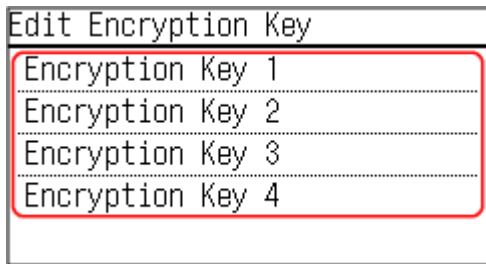 Edit Encryption Key
Encryption Key 1
Encryption Key 2
Encryption Key 3
Encryption Key 4